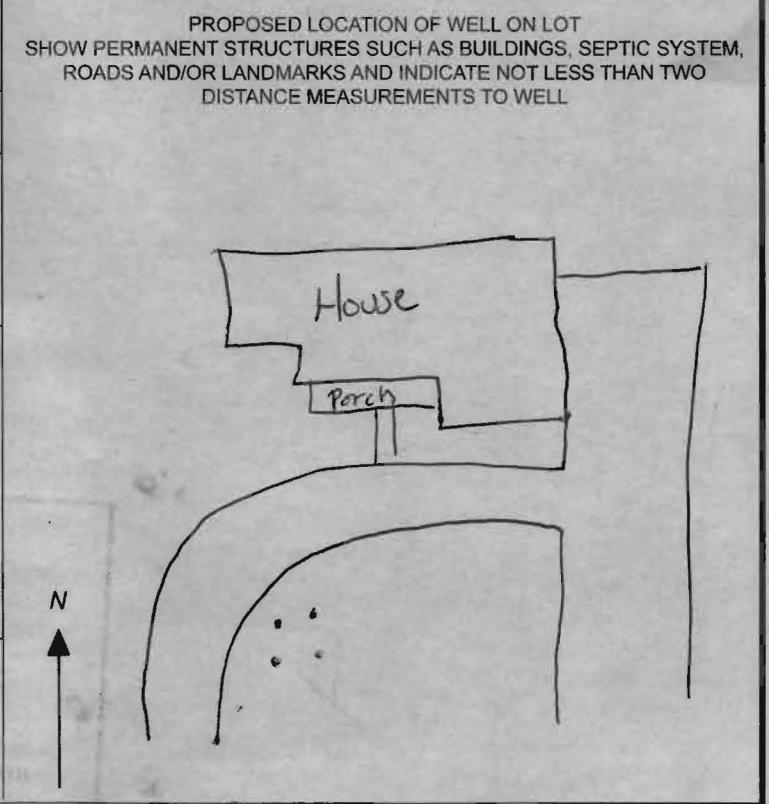 PROPOSED LOCATION OF WELL ON LOT
SHOW PERMANENT STRUCTURES SUCH AS BUILDINGS, SEPTIC SYSTEM,
ROADS AND/OR LANDMARKS AND INDICATE NOT LESS THAN TWO
DISTANCE MEASUREMENTS TO WELL
House
Porch
N